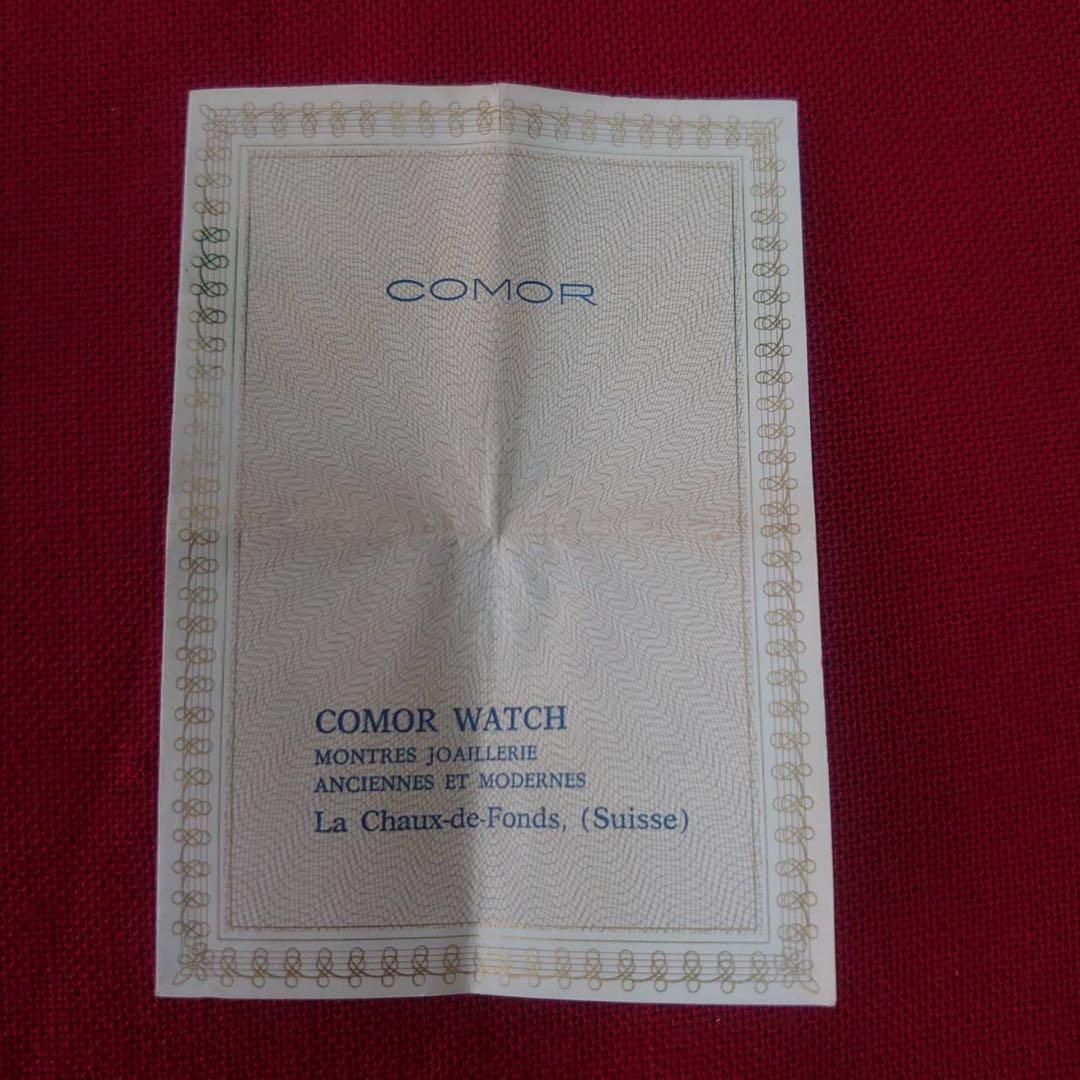 COMOR
COMOR WATCH
MONTRES JOAILLERIE
ANCIENNES ET MODERNES
La Chaux-de-Fonds, (Suisse)